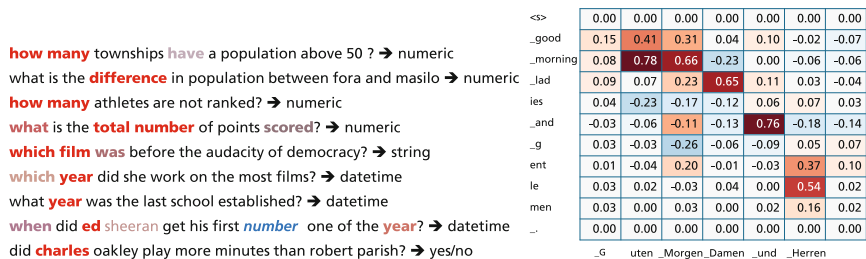 how many townships have a population above 50 ? ➔ numeric
what is the difference in population between fora and masilo ➔ numeric
how many athletes are not ranked? ➔ numeric
what is the total number of points scored? ➔ numeric
which film was before the audacity of democracy? ➔ string
which year did she work on the most films? ➔ datetime
what year was the last school established? ➔ datetime
when did ed sheeran get his first number one of the year? ➔ datetime
did charles oakley play more minutes than robert parish? ➔ yes/no
<s> 0.00 0.00 0.00 0.00 0.00 0.00 0.00
_good 0.15 0.41 0.31 0.04 0.10 -0.02 -0.07
_morning 0.08 0.78 0.66 -0.23 0.00 -0.06 -0.06
_lad 0.09 0.07 0.23 0.65 0.11 0.03 -0.04
ies 0.04 -0.23 -0.17 -0.12 0.06 0.07 0.03
_and -0.03 -0.06 -0.11 -0.13 0.76 -0.18 -0.14
_g 0.03 -0.03 -0.26 -0.06 -0.09 0.05 0.07
ent 0.01 -0.04 0.20 -0.01 -0.03 0.37 0.10
le 0.03 0.02 -0.03 0.04 0.00 0.54 0.02
men 0.03 0.03 0.00 0.00 0.02 0.16 0.02
_. 0.00 0.00 0.00 0.00 0.00 0.00 0.00
_G uten _Morgen _Damen _und _Herren